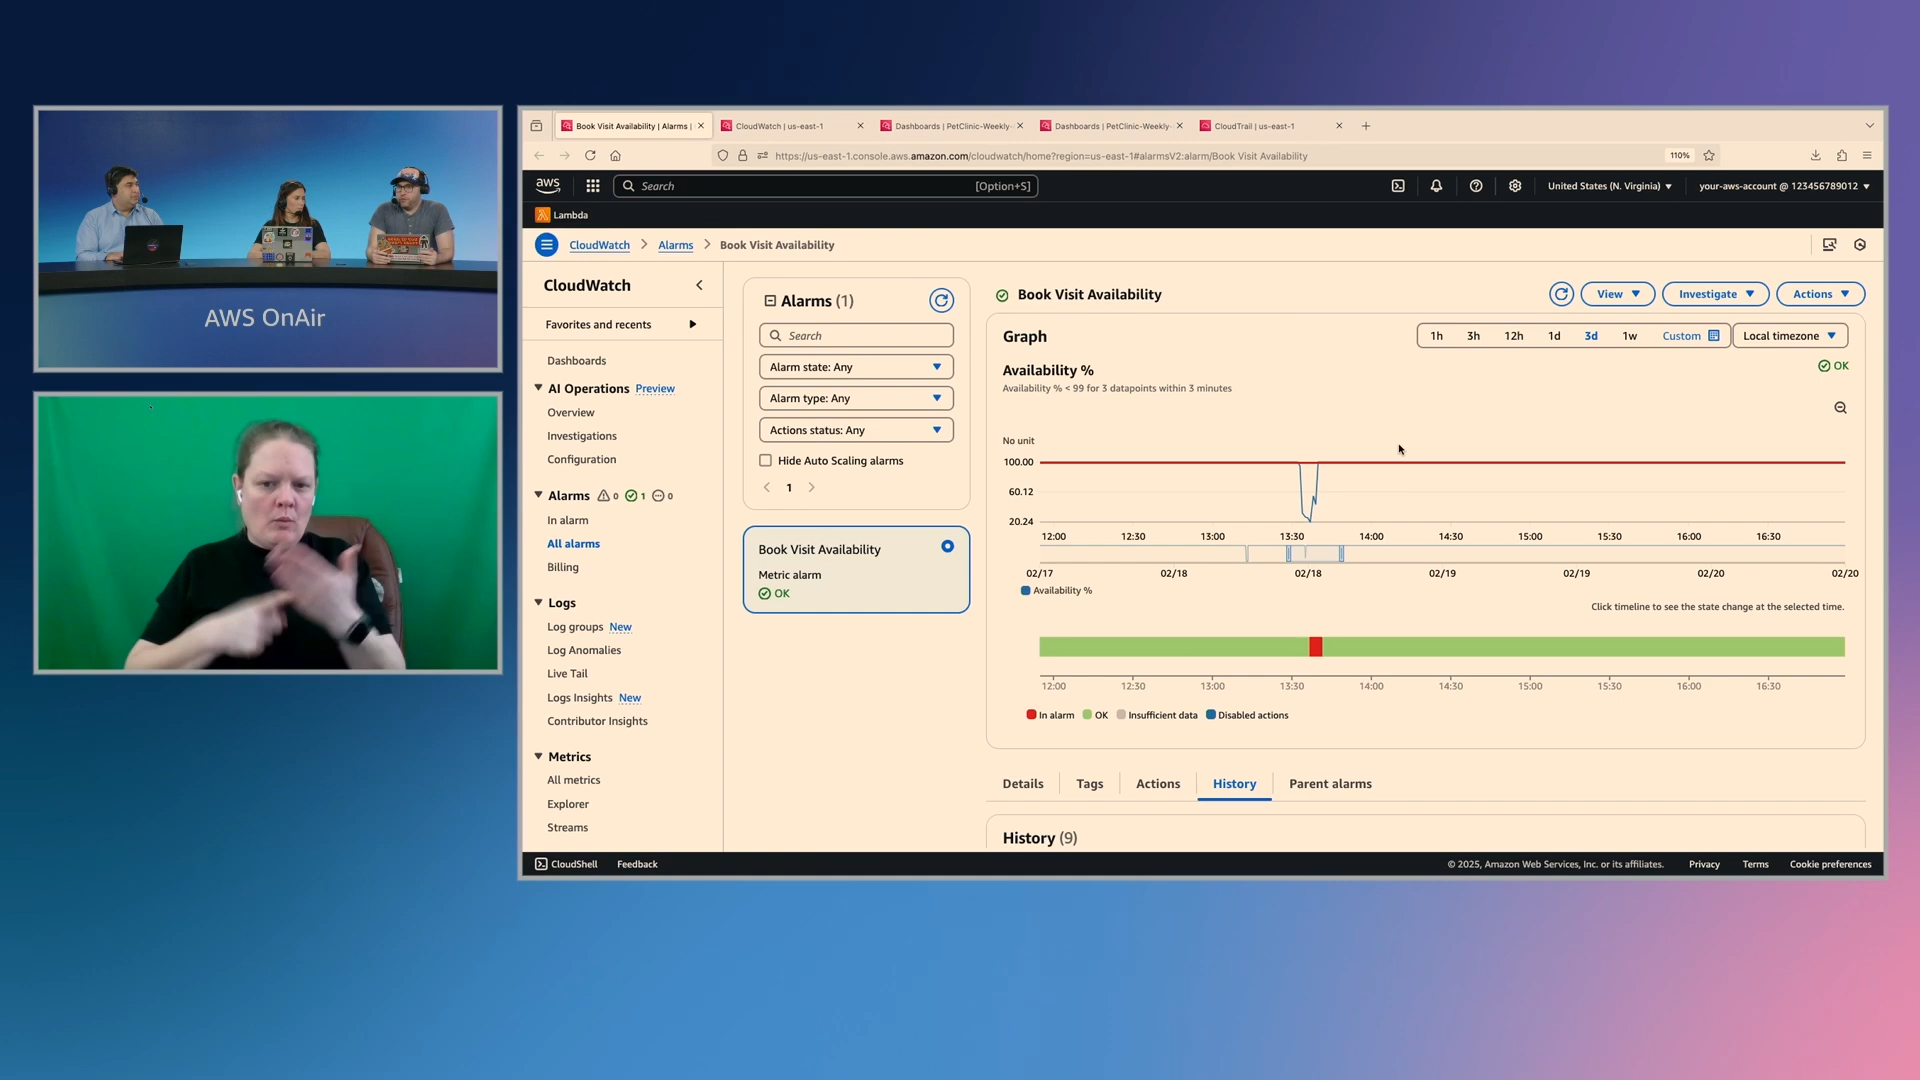 AWS OnAir
Book Visit Availability | Alarms |
CloudWatch | us-east-1
Dashboards | PetClinic-Weekly-
Dashboards | PetClinic-Weekly-
CloudTrail | us-east-1
https://us-east-1.console.aws.amazon.com/cloudwatch/home?region=us-east-1#alarmsV2:alarm/Book Visit Availability
110%
aws
Search
[Option+S]
United States (N. Virginia)
your-aws-account @ 123456789012
Lambda
CloudWatch
Alarms
Book Visit Availability
CloudWatch
Favorites and recents
Dashboards
AI Operations Preview
Overview
Investigations
Configuration
Alarms 0 1 0
In alarm
All alarms
Billing
Logs
Log groups New
Log Anomalies
Live Tail
Logs Insights New
Contributor Insights
Metrics
All metrics
Explorer
Streams
Alarms (1)
Search
Alarm state: Any
Alarm type: Any
Actions status: Any
Hide Auto Scaling alarms
1
Book Visit Availability
Metric alarm
OK
Book Visit Availability
View
Investigate
Actions
Graph
1h 3h 12h 1d 3d 1w Custom
Local timezone
Availability %
OK
Availability % < 99 for 3 datapoints within 3 minutes
No unit
100.00
60.12
20.24
12:00 12:30 13:00 13:30 14:00 14:30 15:00 15:30 16:00 16:30
02/17 02/18 02/18 02/19 02/19 02/20 02/20
Availability %
Click timeline to see the state change at the selected time.
12:00 12:30 13:00 13:30 14:00 14:30 15:00 15:30 16:00 16:30
In alarm OK Insufficient data Disabled actions
Details
Tags
Actions
History
Parent alarms
History (9)
CloudShell
Feedback
© 2025, Amazon Web Services, Inc. or its affiliates.
Privacy
Terms
Cookie preferences